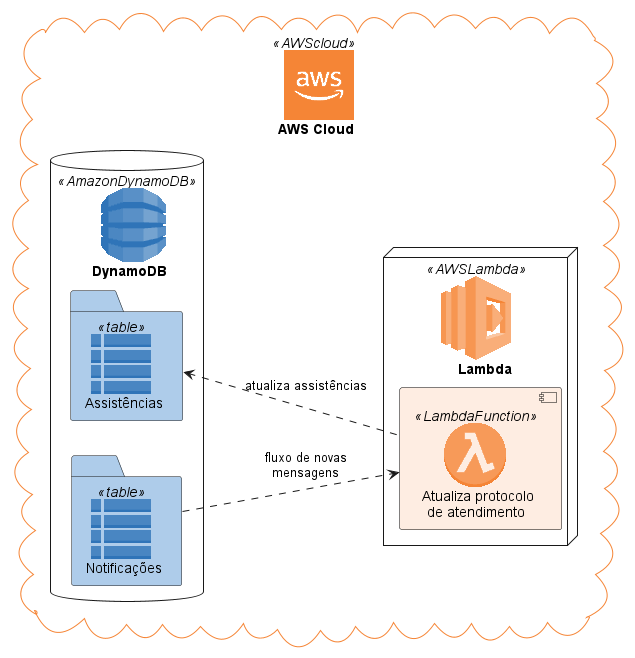 «AWScloud»
aws
AWS Cloud
«AmazonDynamoDB»
DynamoDB
«table»
Assistências
«table»
Notificações
atualiza assistências
fluxo de novas
mensagens
«AWSLambda»
Lambda
«LambdaFunction»
λ
Atualiza protocolo
de atendimento